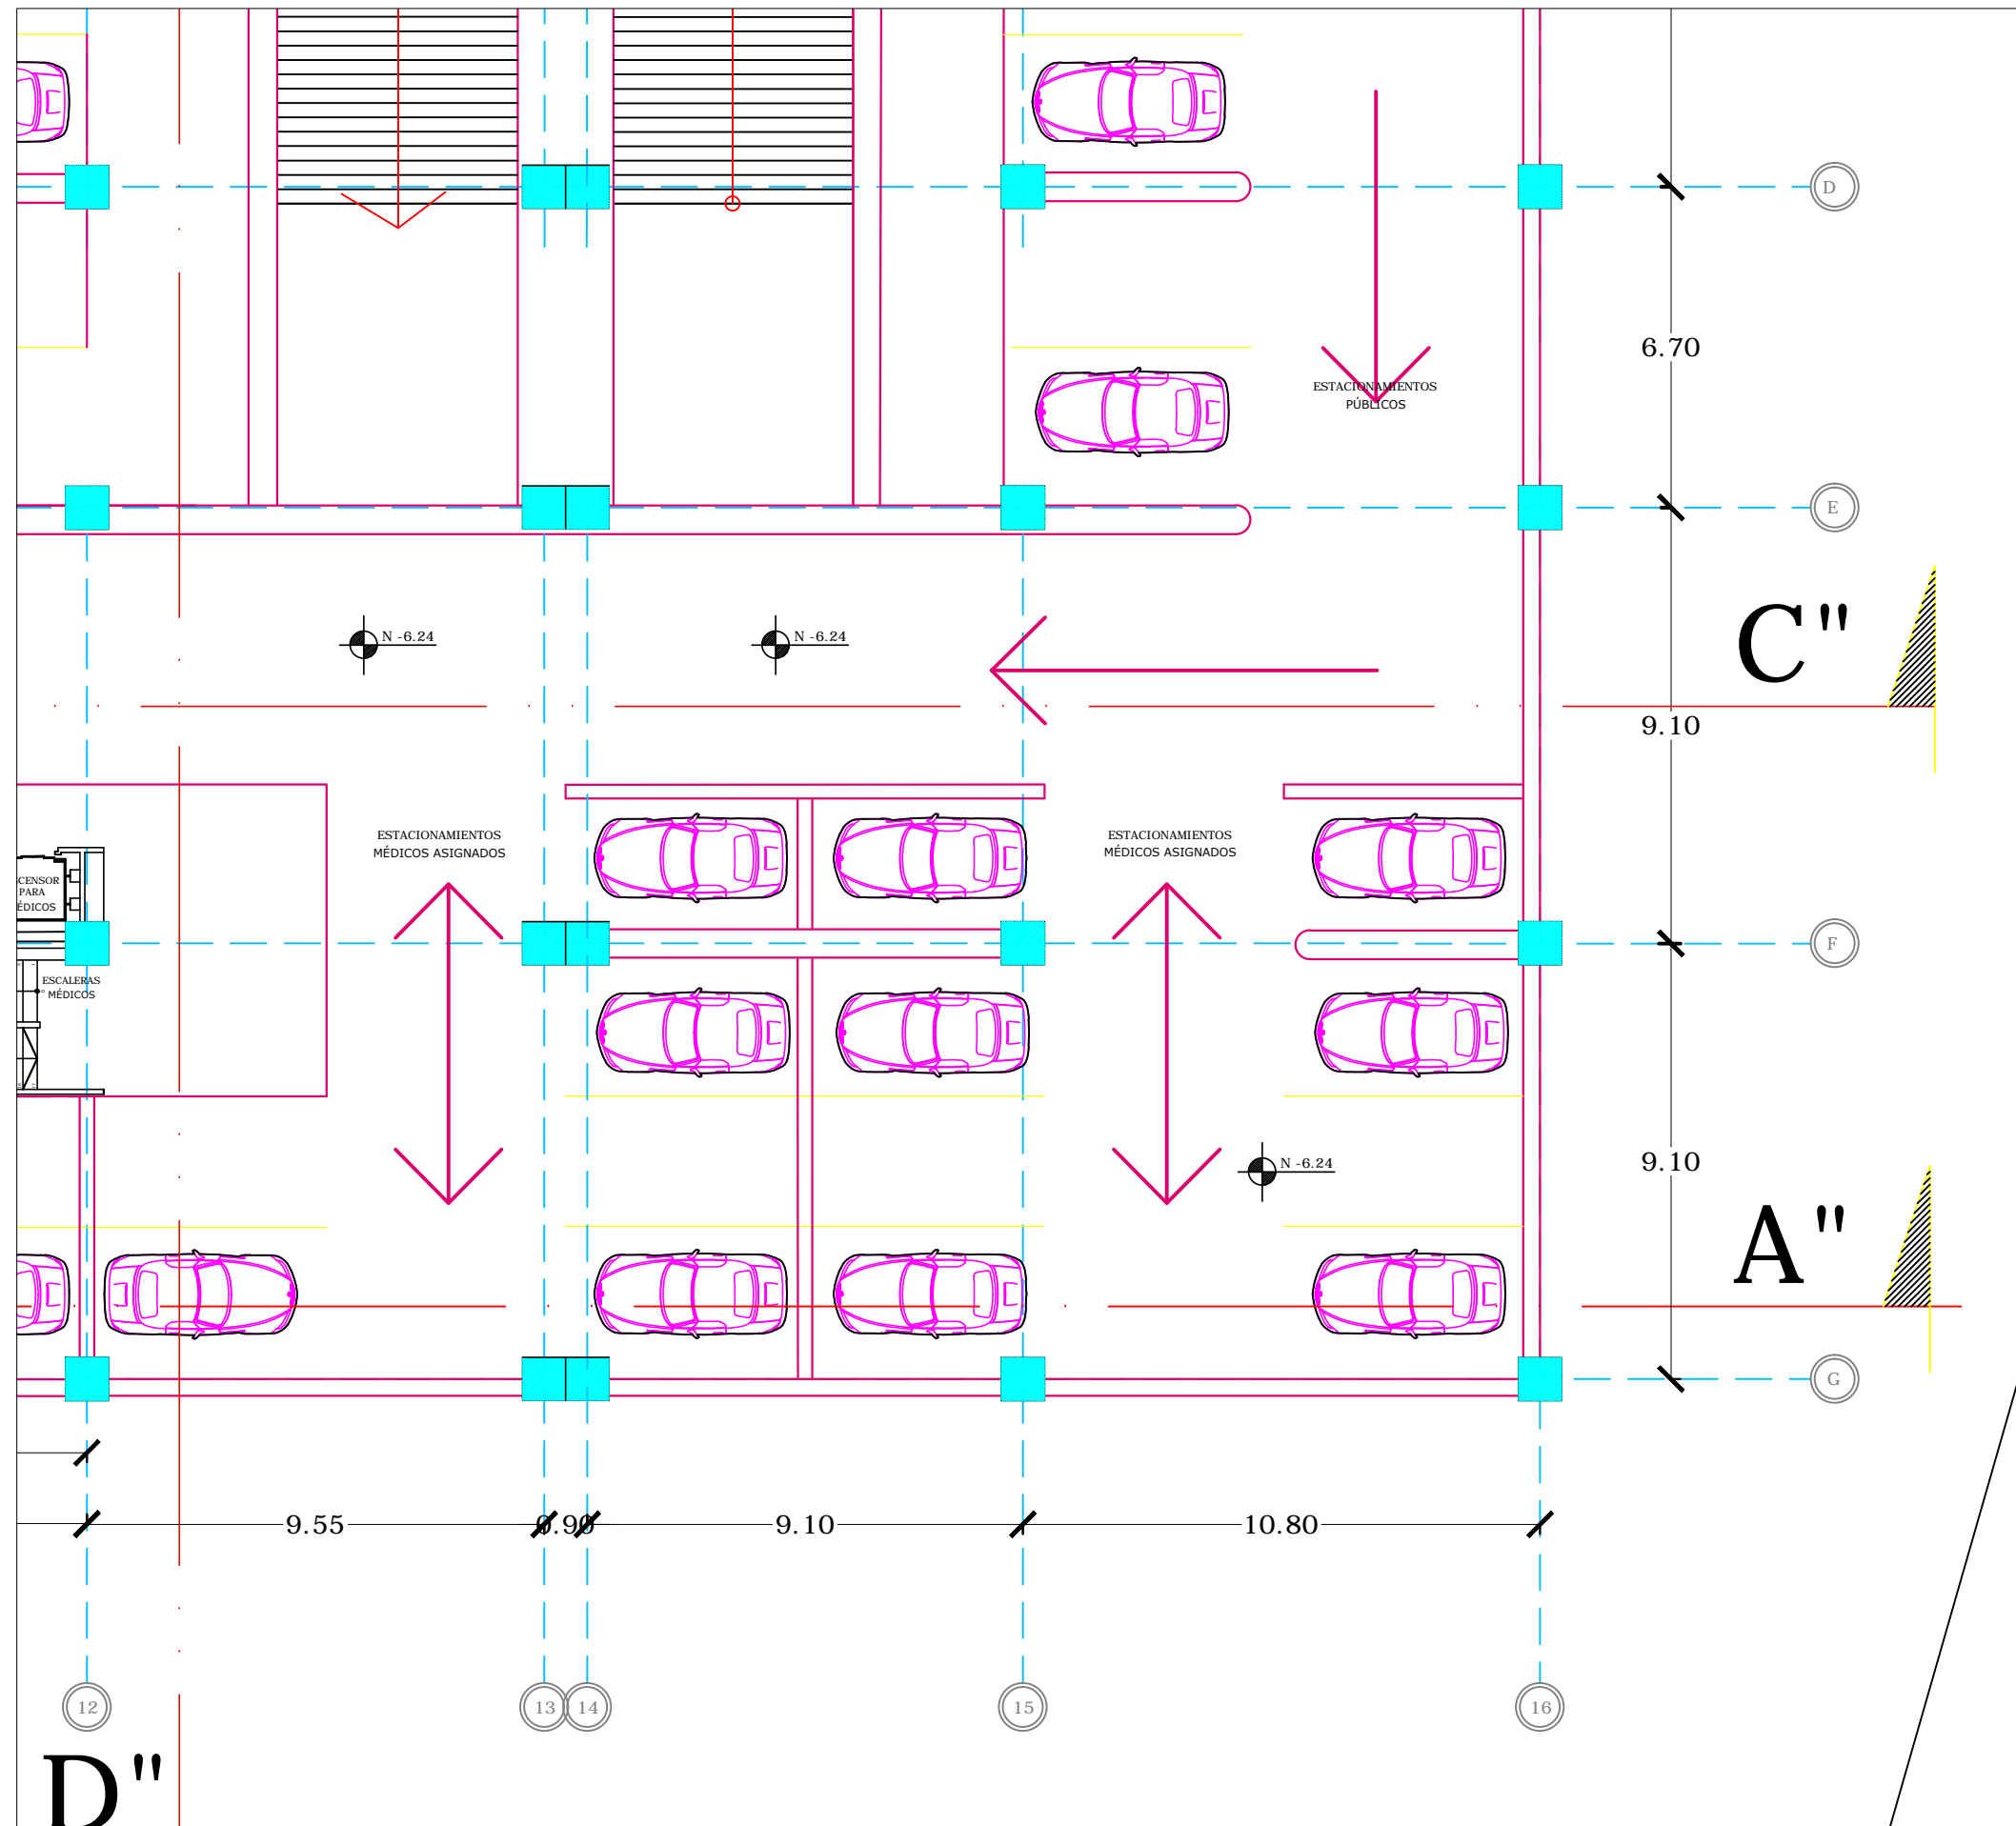 D
6.70
ESTACIONAMIENTOS
PÚBLICOS
E
C"
N -6.24
N -6.24
9.10
ESTACIONAMIENTOS
MÉDICOS ASIGNADOS
ESTACIONAMIENTOS
MÉDICOS ASIGNADOS
CENSOR
PARA
ÉDICOS
F
ESCALERAS
MÉDICOS
9.10
N -6.24
A"
G
9.55
0.90
9.10
10.80
12
13
14
15
16
D"